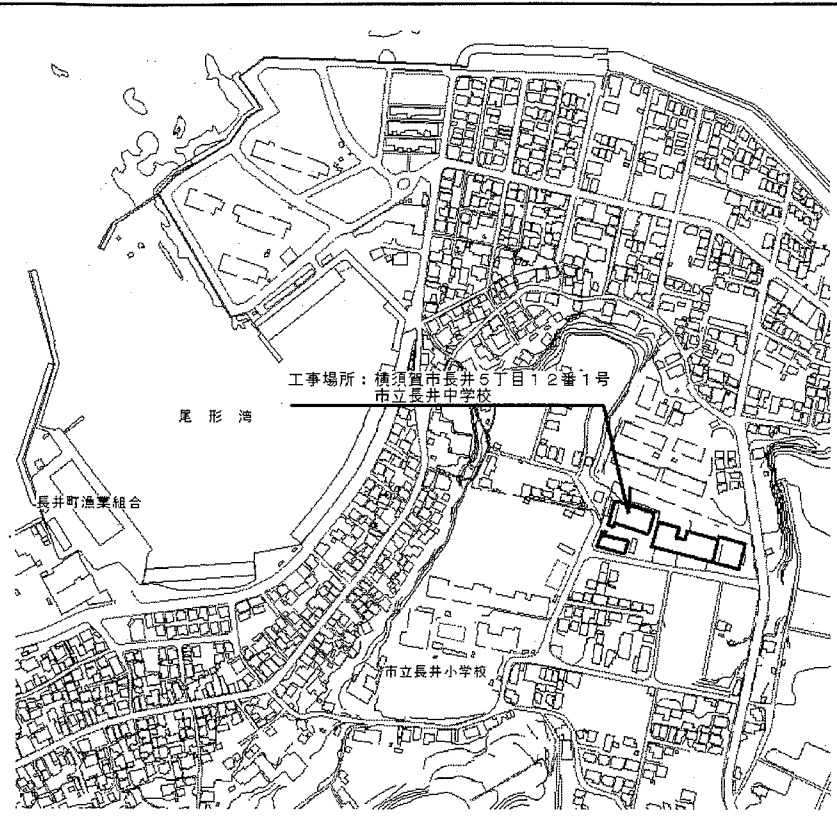 工事場所：横須賀市長井５丁目１２番１号
市立長井中学校
尾形湾
長井町漁業組合
市立長井小学校